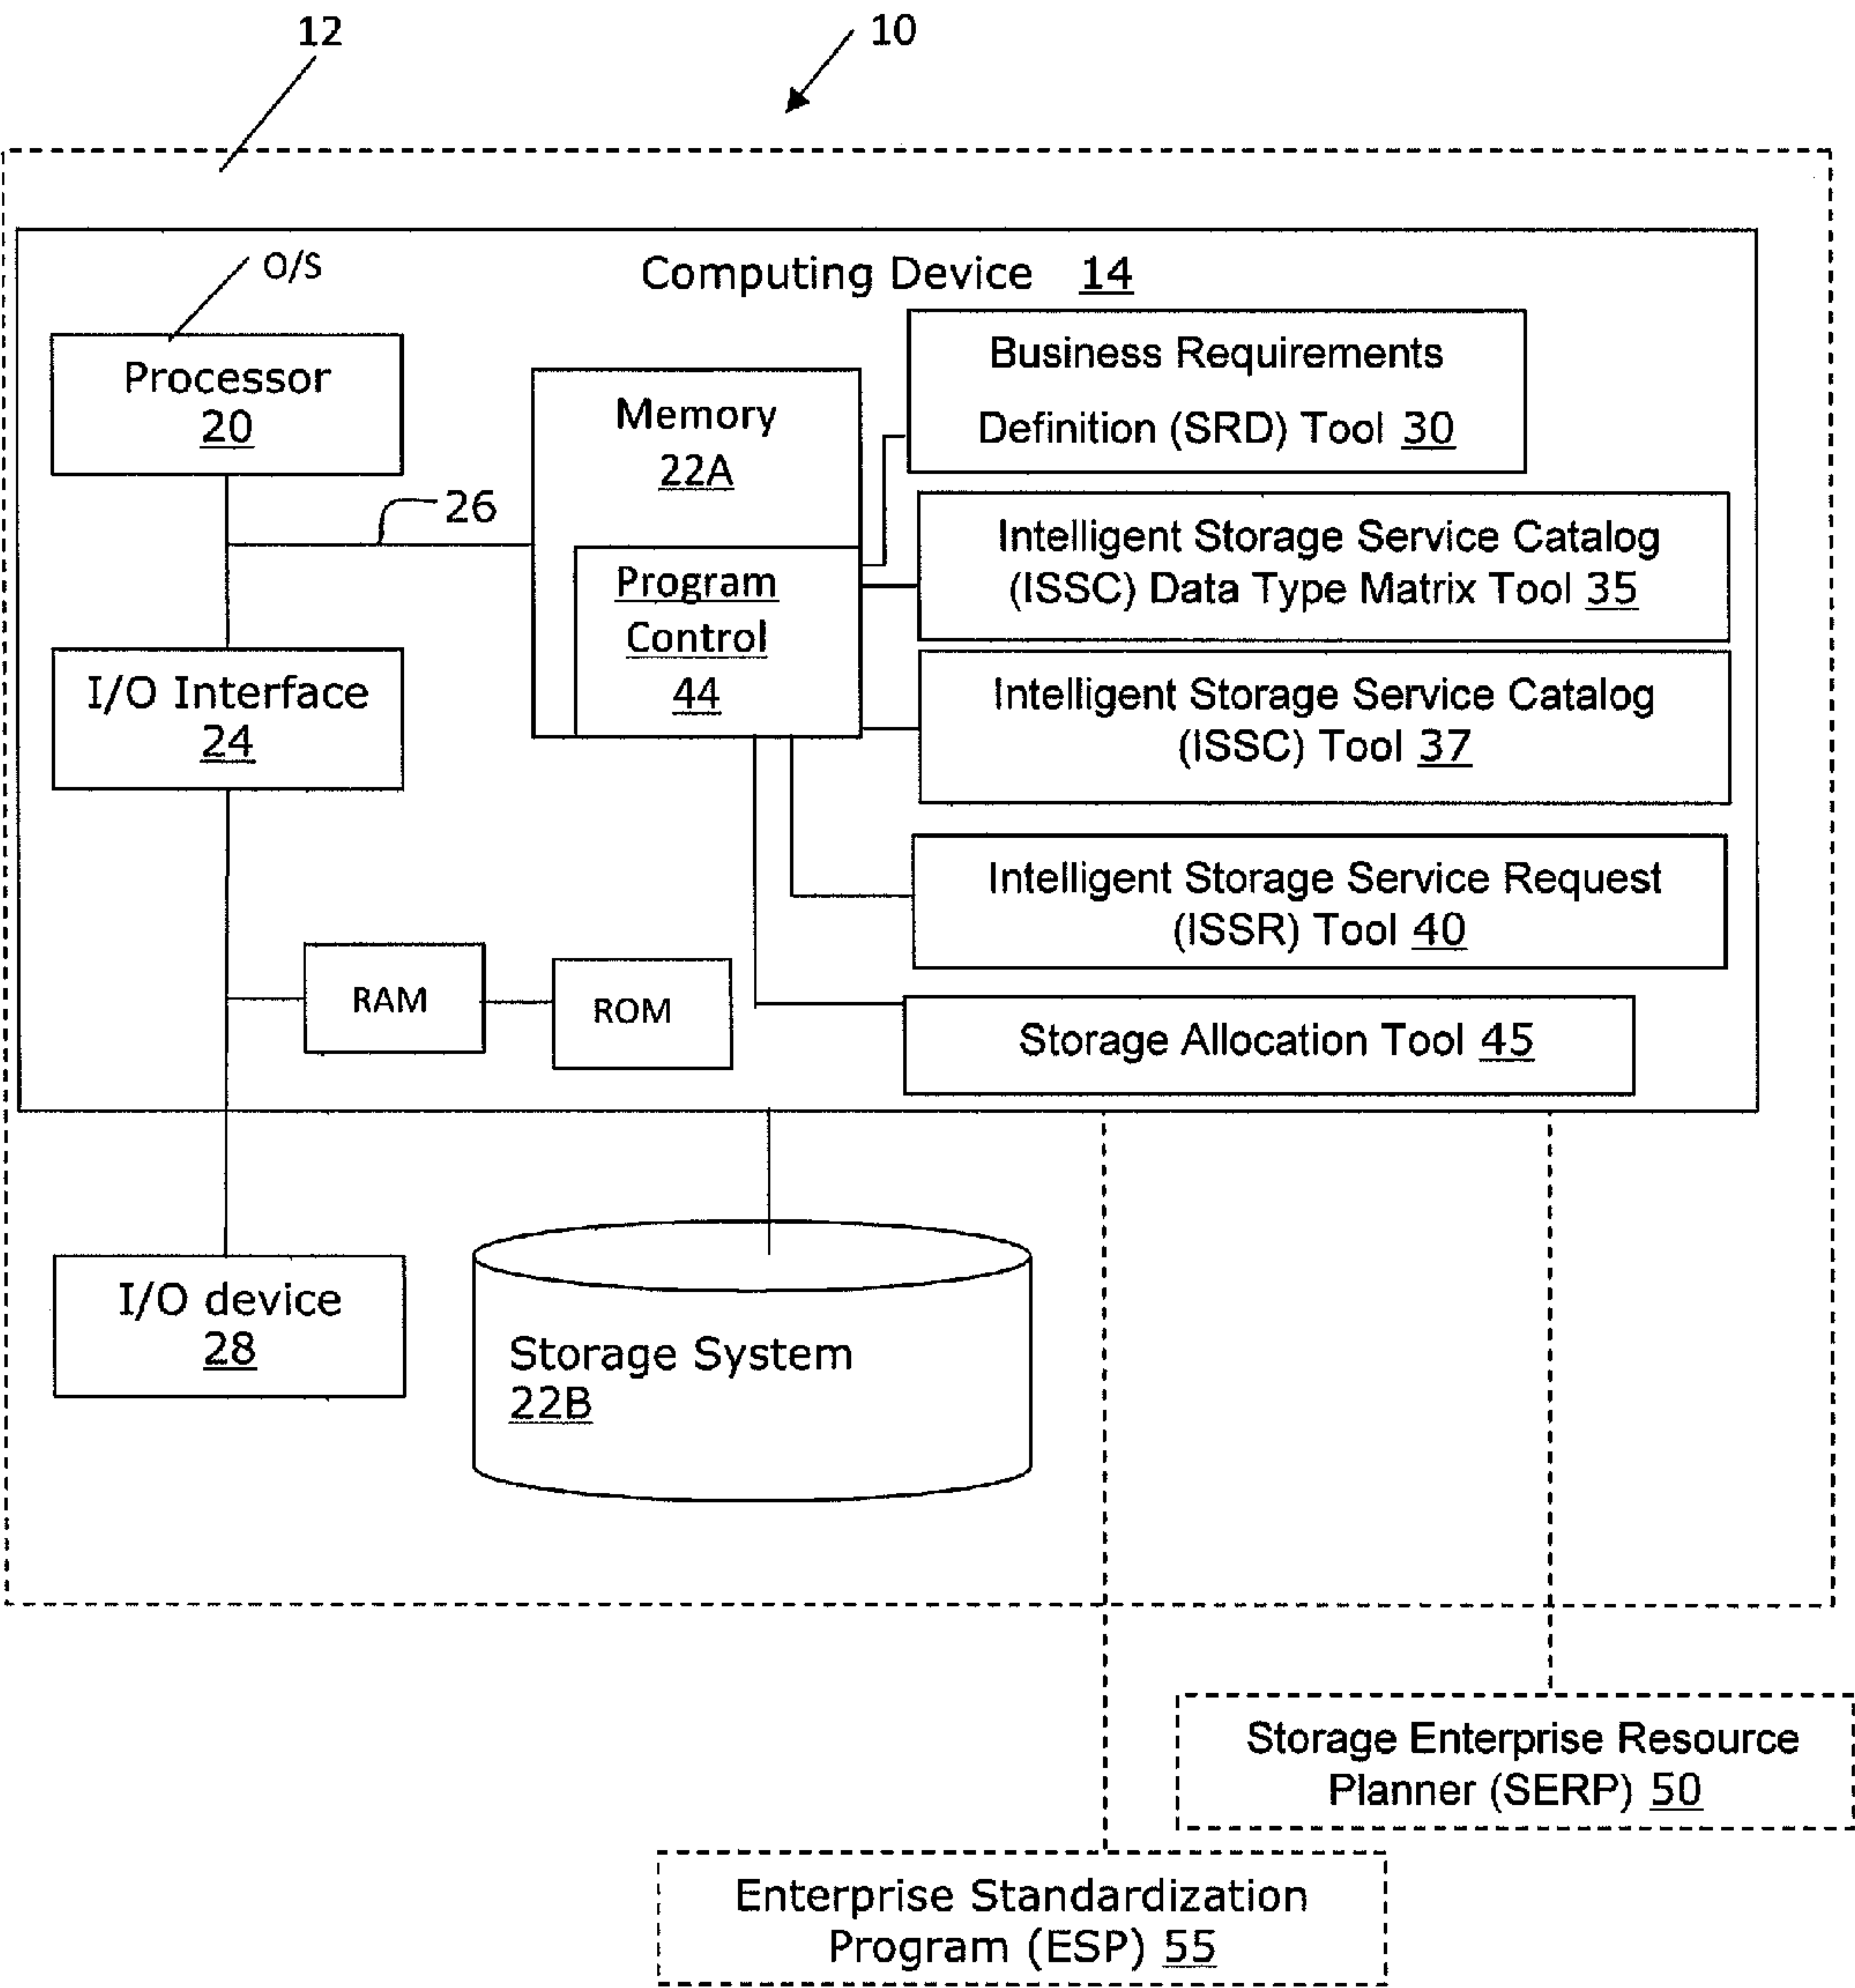 12
10
O/S
Computing Device 14
Processor
20
Memory
22A
26
Program
Control
44
Business Requirements
Definition (SRD) Tool 30
Intelligent Storage Service Catalog
(ISSC) Data Type Matrix Tool 35
I/O Interface
24
Intelligent Storage Service Catalog
(ISSC) Tool 37
Intelligent Storage Service Request
(ISSR) Tool 40
RAM
ROM
Storage Allocation Tool 45
I/O device
28
Storage System
22B
Storage Enterprise Resource
Planner (SERP) 50
Enterprise Standardization
Program (ESP) 55